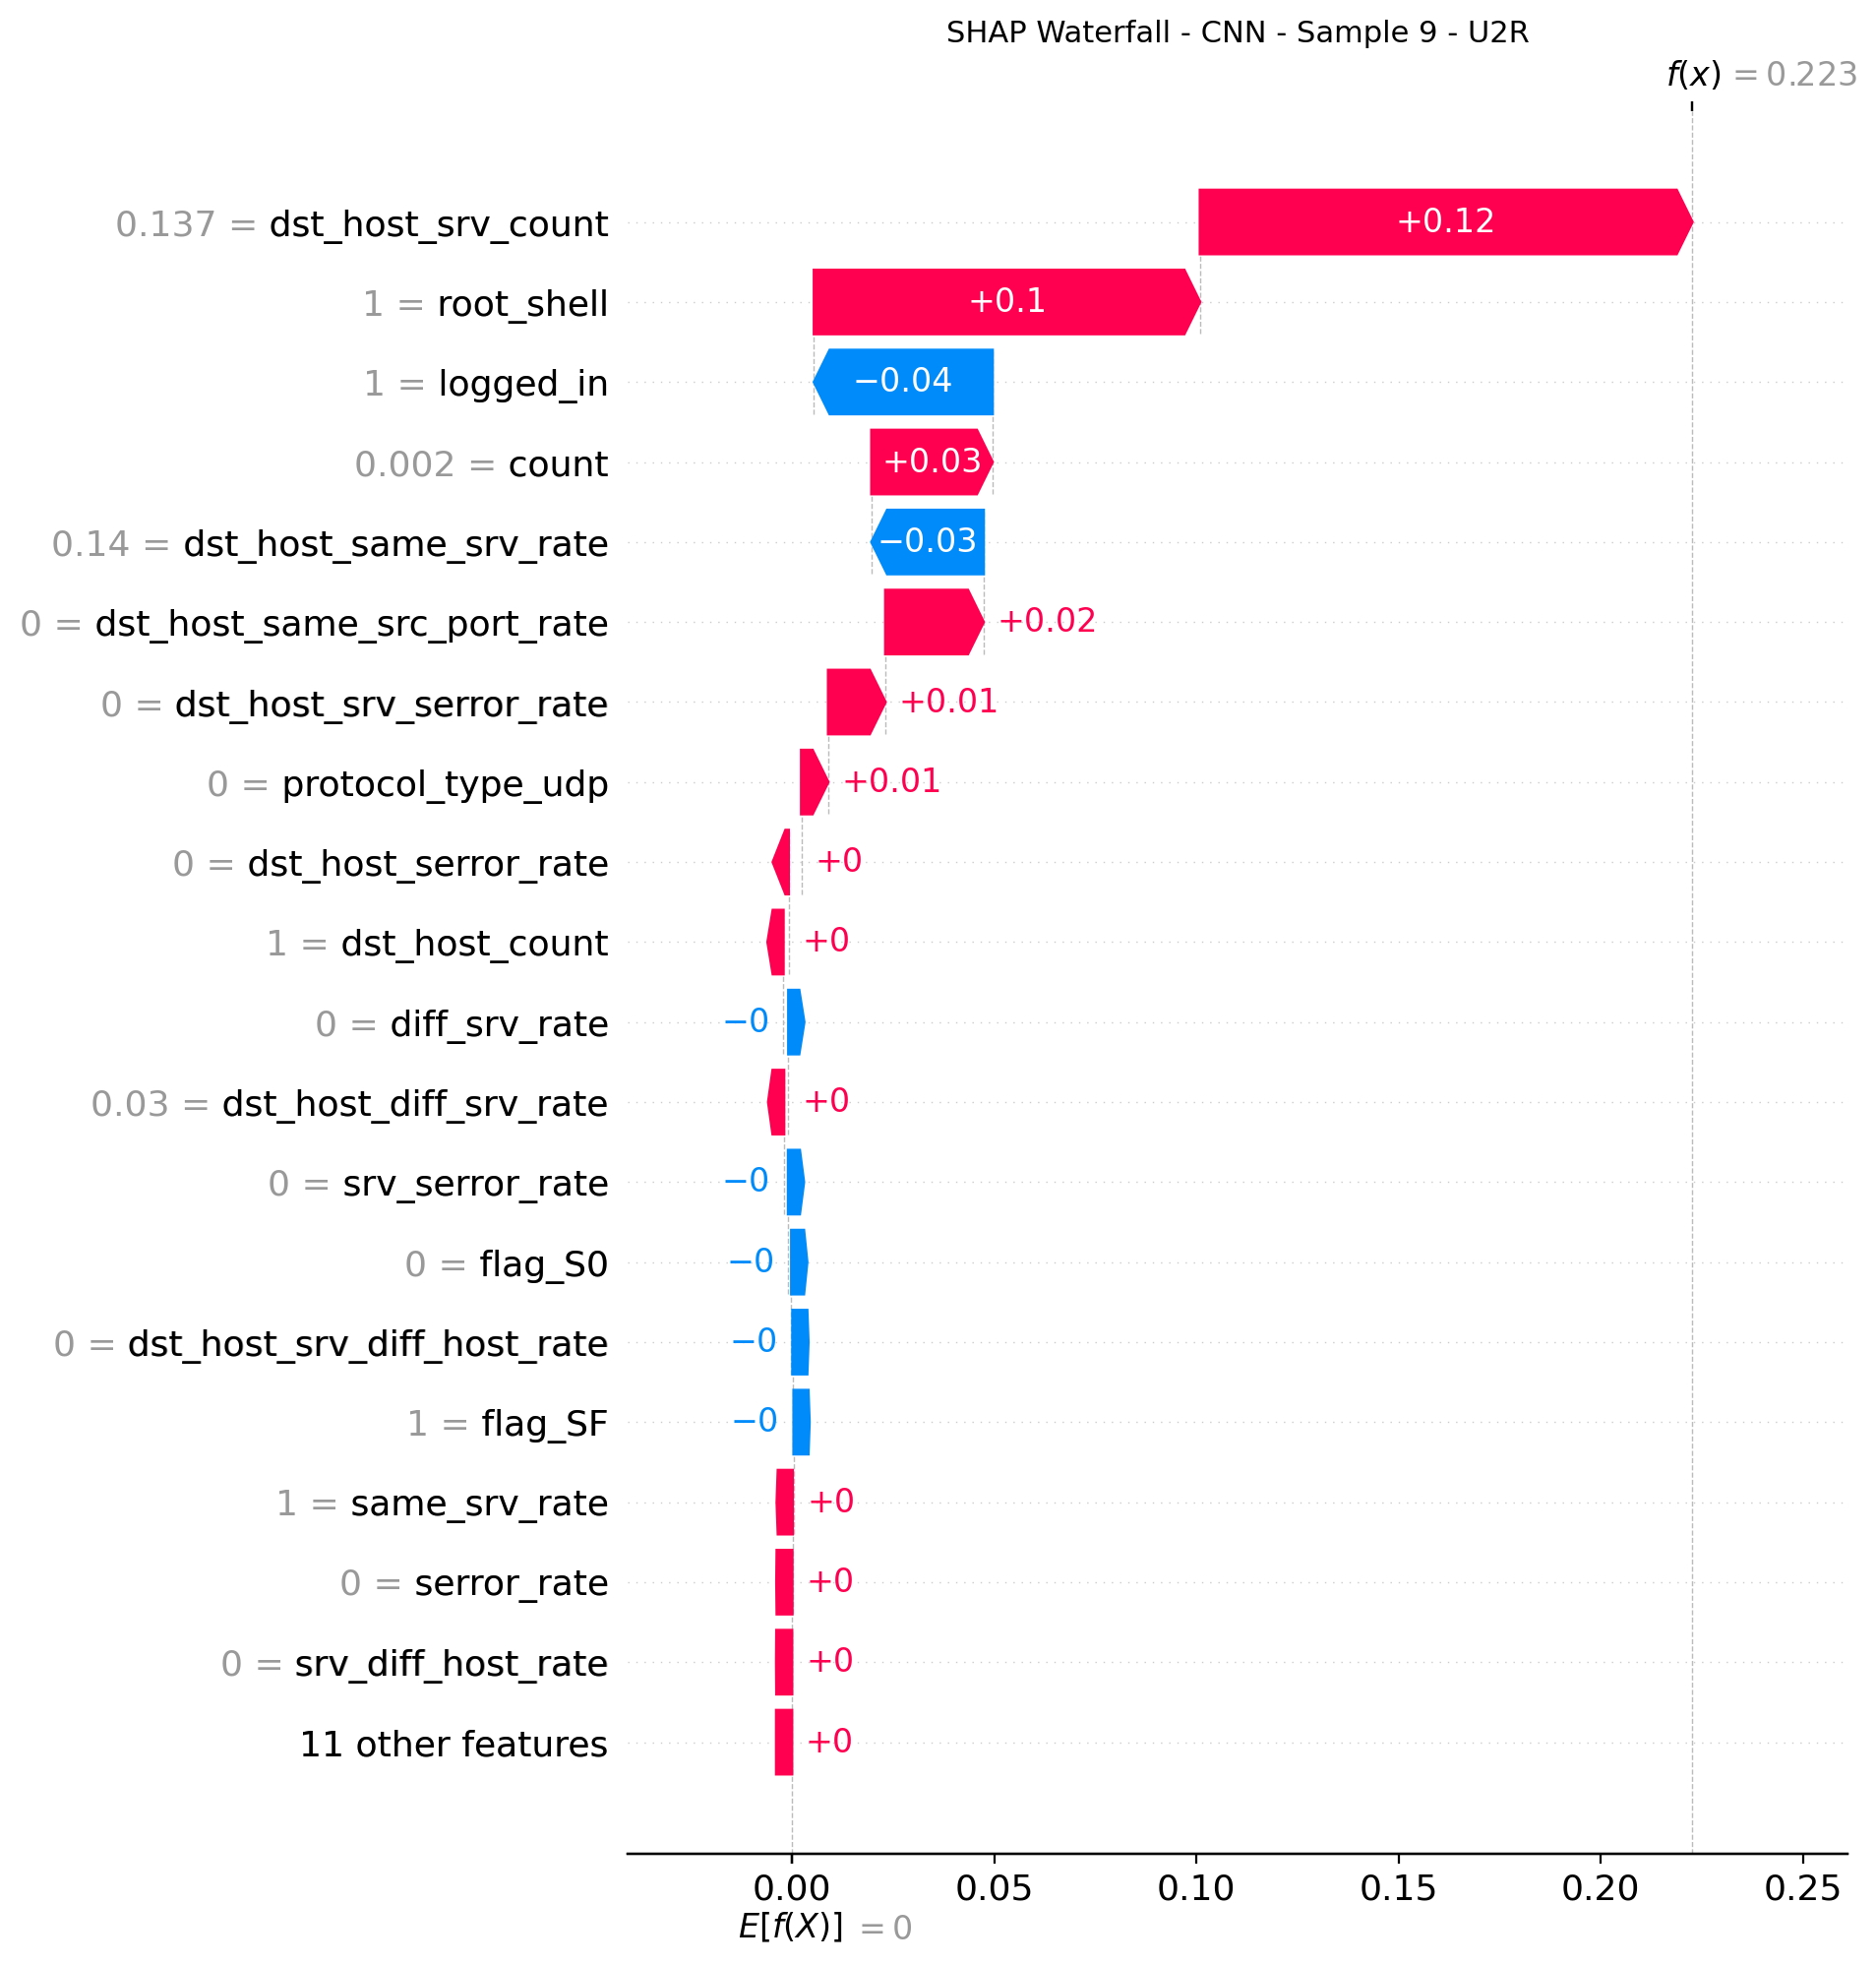 SHAP Waterfall - CNN - Sample 9 - U2R
f(x) = 0.223
0.137 = dst_host_srv_count +0.12
1 = root_shell +0.1
1 = logged_in −0.04
0.002 = count +0.03
0.14 = dst_host_same_srv_rate −0.03
0 = dst_host_same_src_port_rate +0.02
0 = dst_host_srv_serror_rate +0.01
0 = protocol_type_udp +0.01
0 = dst_host_serror_rate +0
1 = dst_host_count +0
0 = diff_srv_rate −0
0.03 = dst_host_diff_srv_rate +0
0 = srv_serror_rate −0
0 = flag_S0 −0
0 = dst_host_srv_diff_host_rate −0
1 = flag_SF −0
1 = same_srv_rate +0
0 = serror_rate +0
0 = srv_diff_host_rate +0
11 other features +0
0.00 0.05 0.10 0.15 0.20 0.25
E[f(X)] = 0